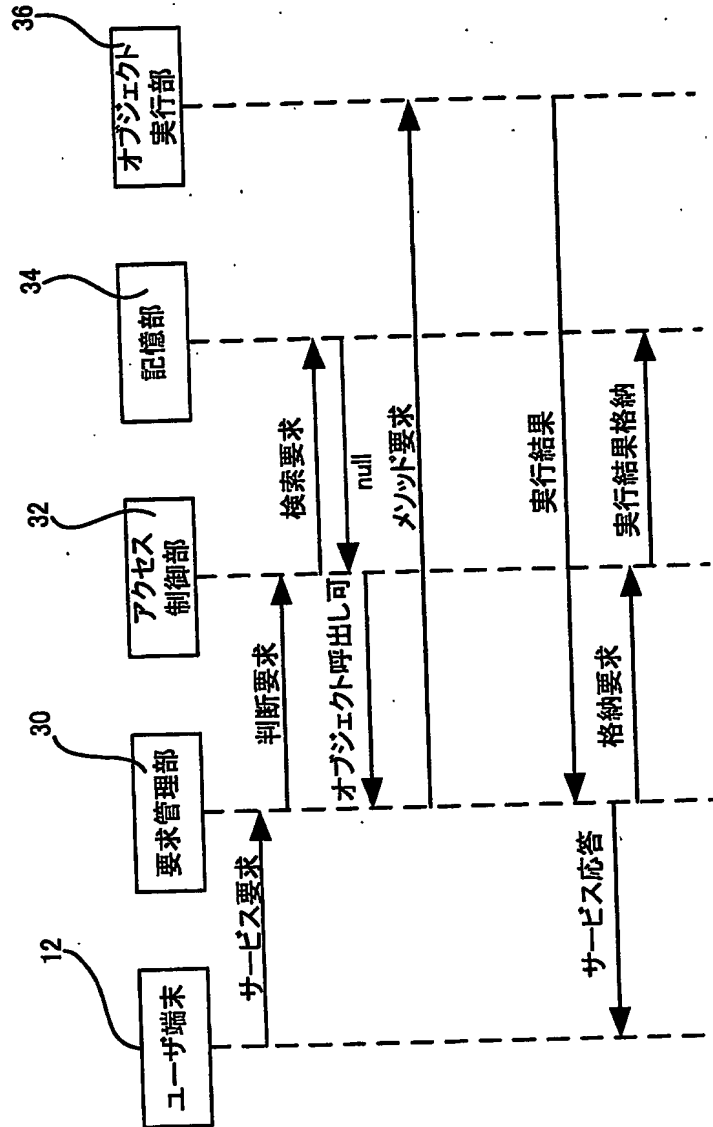 12
ユーザ端末
30
要求管理部
32
アクセス
制御部
34
記憶部
36
オブジェクト
実行部
サービス要求
判断要求
検索要求
null
オブジェクト呼出し可
メソッド要求
実行結果
サービス応答
格納要求
実行結果格納